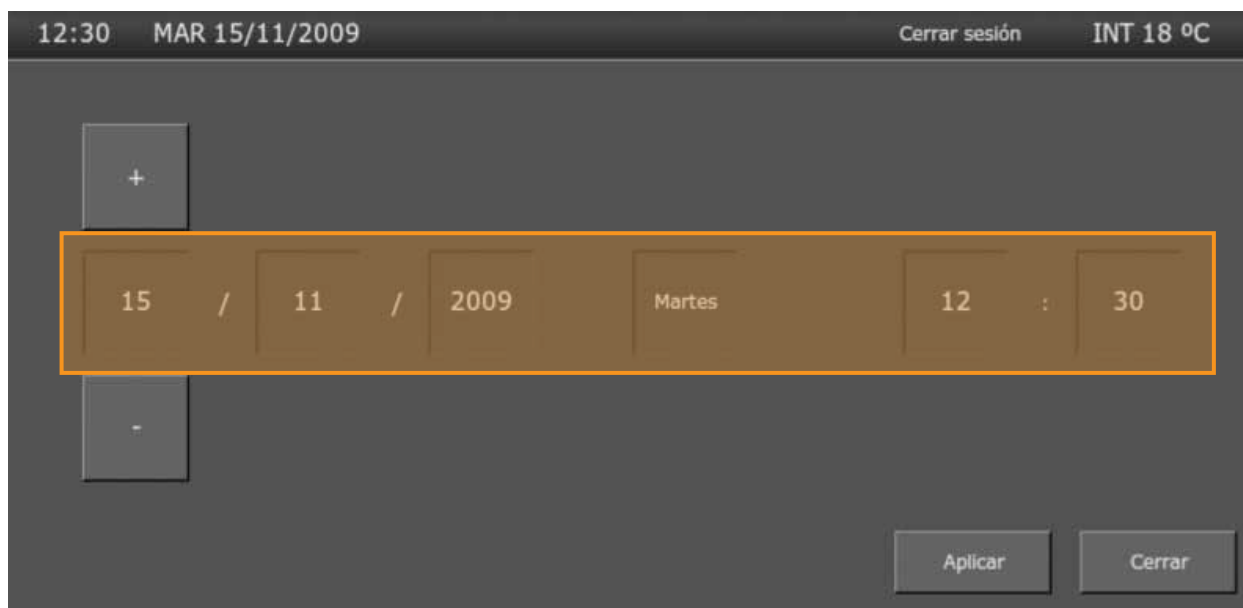 12:30 MAR 15/11/2009 Cerrar sesión INT 18 ºC
+
15 / 11 / 2009 Martes 12 : 30
-
Aplicar Cerrar